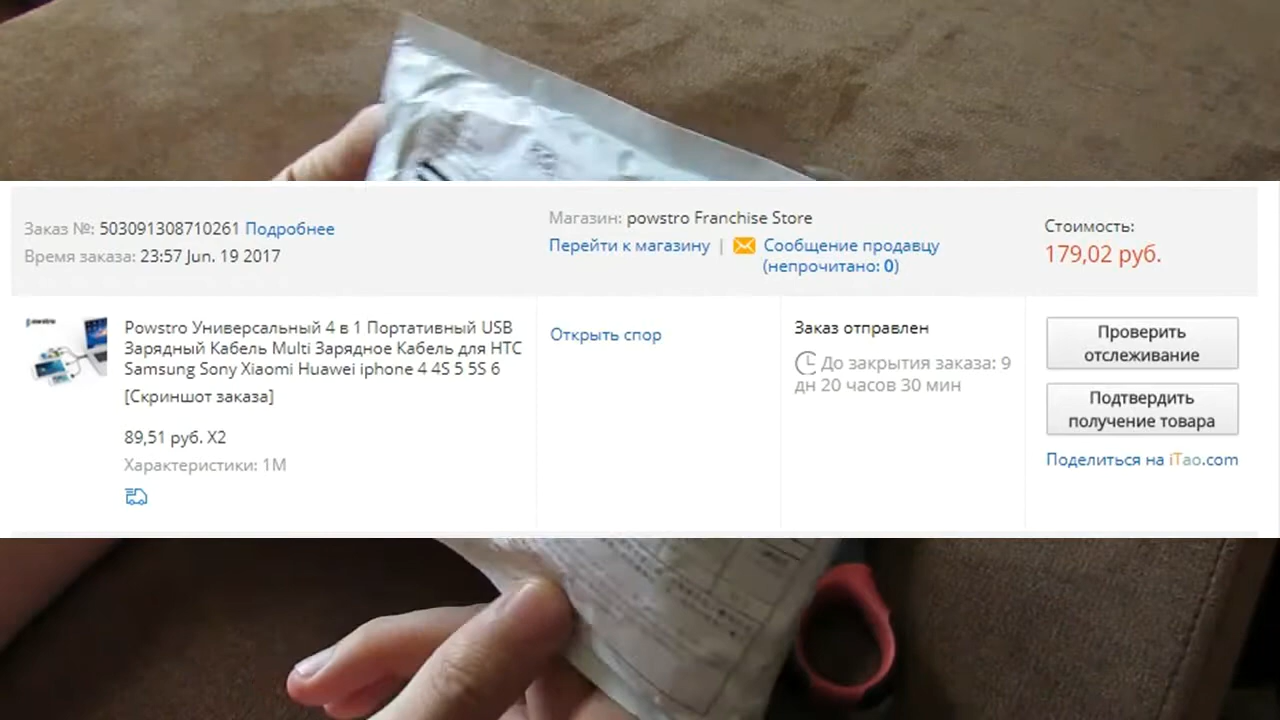 Заказ №: 503091308710261 Подробнее
Время заказа: 23:57 Jun. 19 2017
Магазин: powstro Franchise Store
Перейти к магазину | Сообщение продавцу
(непрочитано: 0)
Стоимость:
179,02 руб.
Powstro Универсальный 4 в 1 Портативный USB
Зарядный Кабель Multi Зарядное Кабель для HTC
Samsung Sony Xiaomi Huawei iphone 4 4S 5 5S 6
[Скриншот заказа]
89,51 руб. X2
Характеристики: 1M
Открыть спор
Заказ отправлен
До закрытия заказа: 9
дн 20 часов 30 мин
Проверить
отслеживание
Подтвердить
получение товара
Поделиться на iTao.com